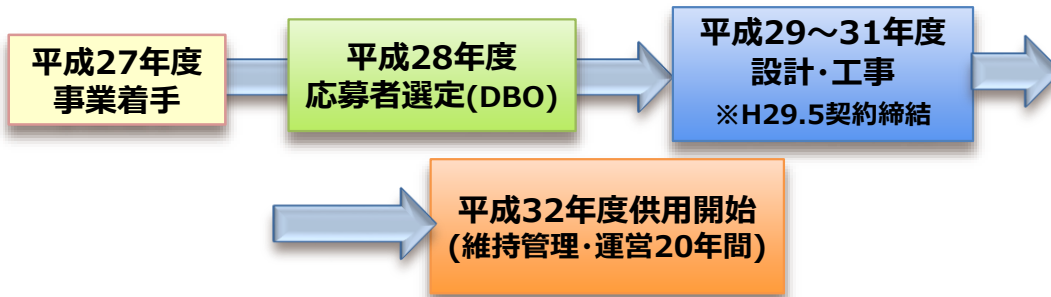 平成27年度
事業着手
平成28年度
応募者選定(DBO)
平成29～31年度
設計・工事
※H29.5契約締結
平成32年度供用開始
(維持管理・運営20年間)